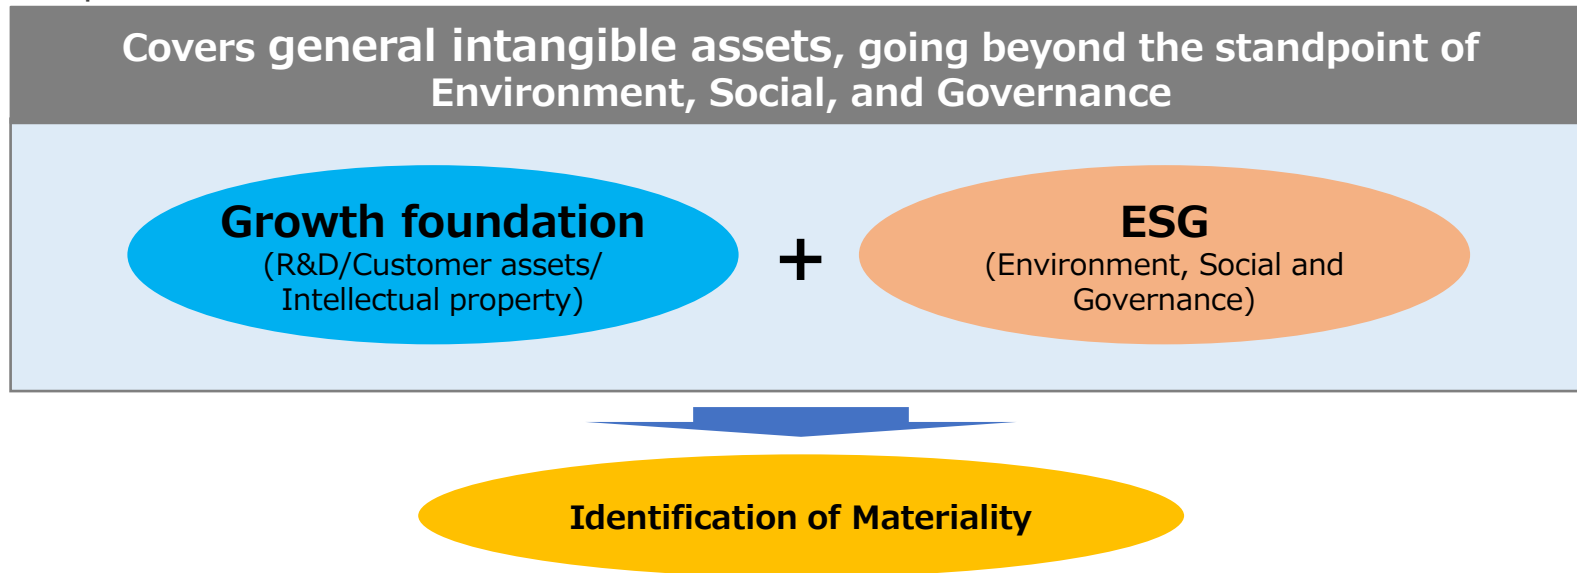 Covers general intangible assets, going beyond the standpoint of
Environment, Social, and Governance
Growth foundation
(R&D/Customer assets/
Intellectual property)
+
ESG
(Environment, Social and
Governance)
Identification of Materiality